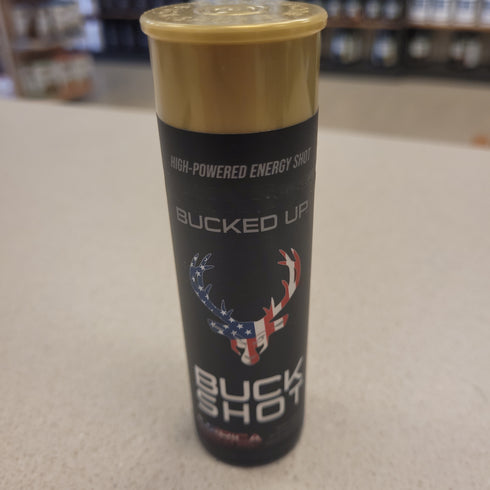 HIGH-POWERED ENERGY SHOT
BUCKED UP
BUCK
SHOT